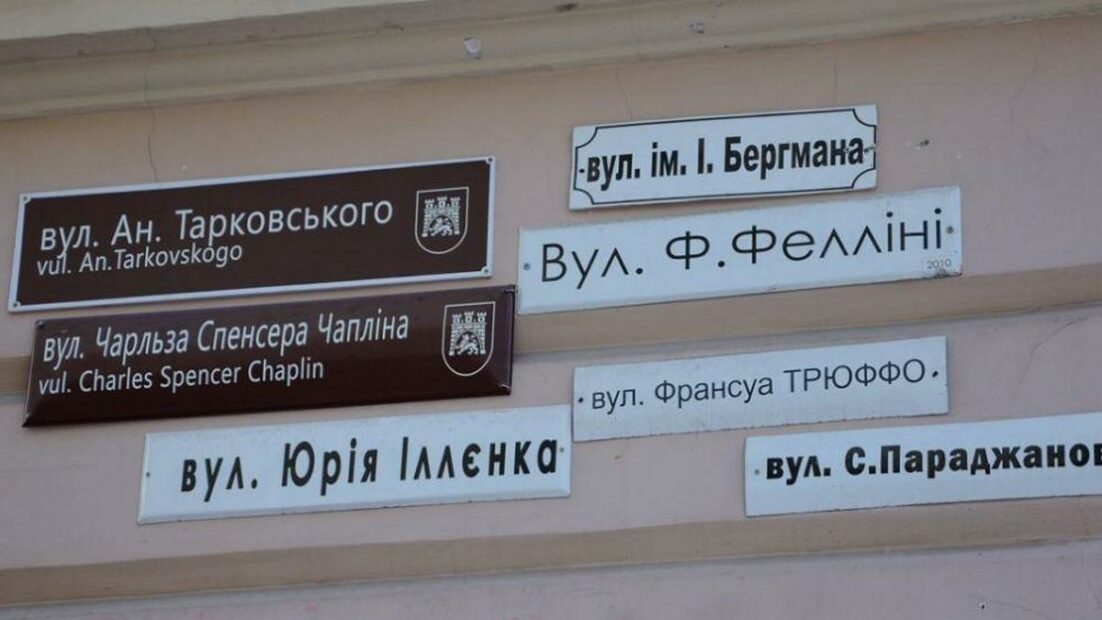 вул. ім. І. Бергмана
вул. Ан. Тарковського
vul. An.Tarkovskogo
Вул. Ф.Фелліні
2010
вул. Чарльза Спенсера Чапліна
vul. Charles Spencer Chaplin
вул. Франсуа ТРЮФФО
вул. Юрія Іллєнка
вул. С.Параджанов